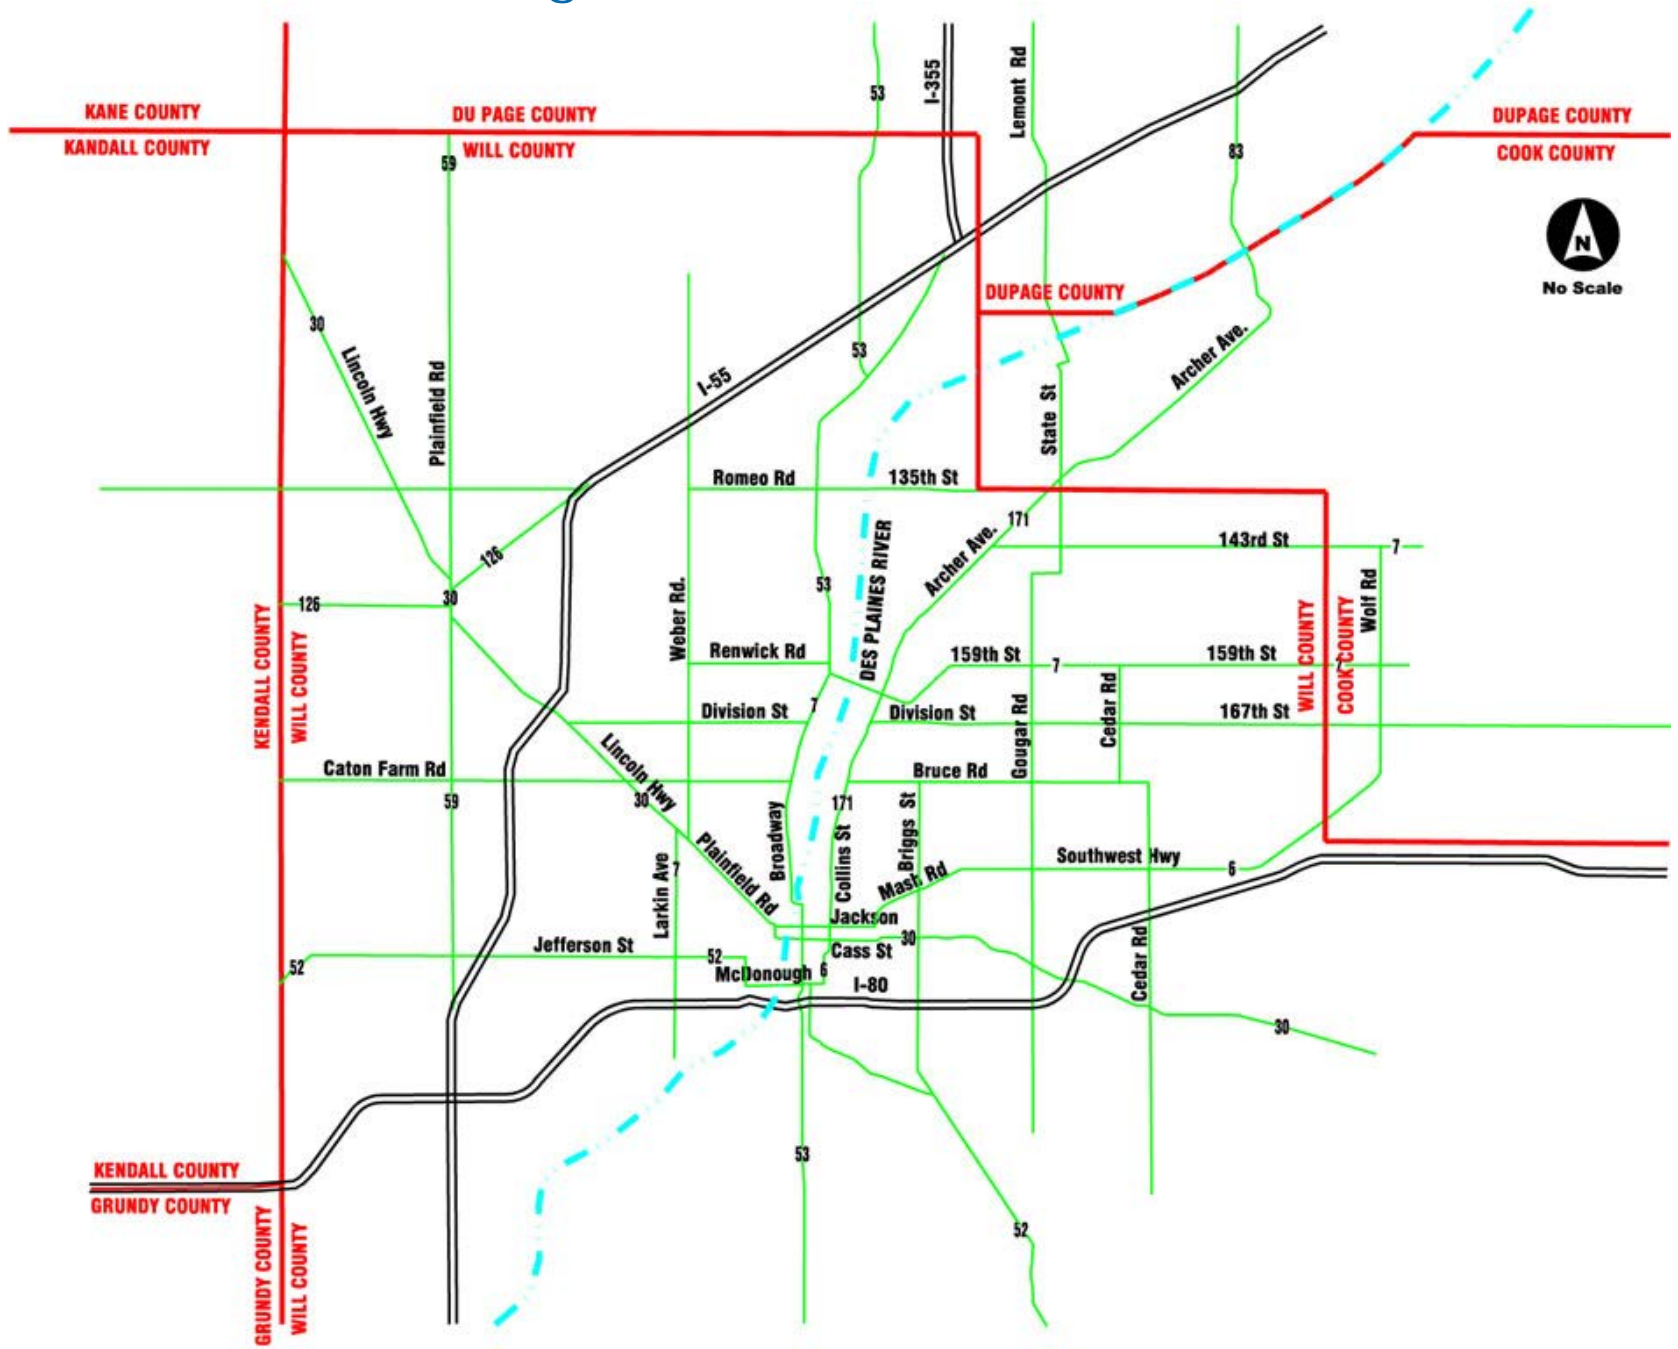 KANE COUNTY
KANDALL COUNTY
DU PAGE COUNTY
WILL COUNTY
59
53
I-355
Lemont Rd
83
DUPAGE COUNTY
COOK COUNTY
N
No Scale
30
Lincoln Hwy
Plainfield Rd
I-55
53
DUPAGE COUNTY
Archer Ave.
State St
Romeo Rd
135th St
171
126
126
30
Weber Rd.
53
DES PLAINES RIVER
Archer Ave.
143rd St
7
Wolf Rd
KENDALL COUNTY
WILL COUNTY
Renwick Rd
159th St
7
Cedar Rd
159th St
7
WILL COUNTY
COOK COUNTY
Division St
7
Division St
Gougar Rd
167th St
Caton Farm Rd
59
Lincoln Hwy
30
Bruce Rd
Broadway
171
Collins St
Briggs St
Plainfield Rd
Larkin Ave
7
Mash Rd
Southwest Hwy
6
Jackson
30
Cass St
Jefferson St
52
52
McDonough
6
I-80
Cedar Rd
30
53
52
KENDALL COUNTY
GRUNDY COUNTY
GRUNDY COUNTY
WILL COUNTY